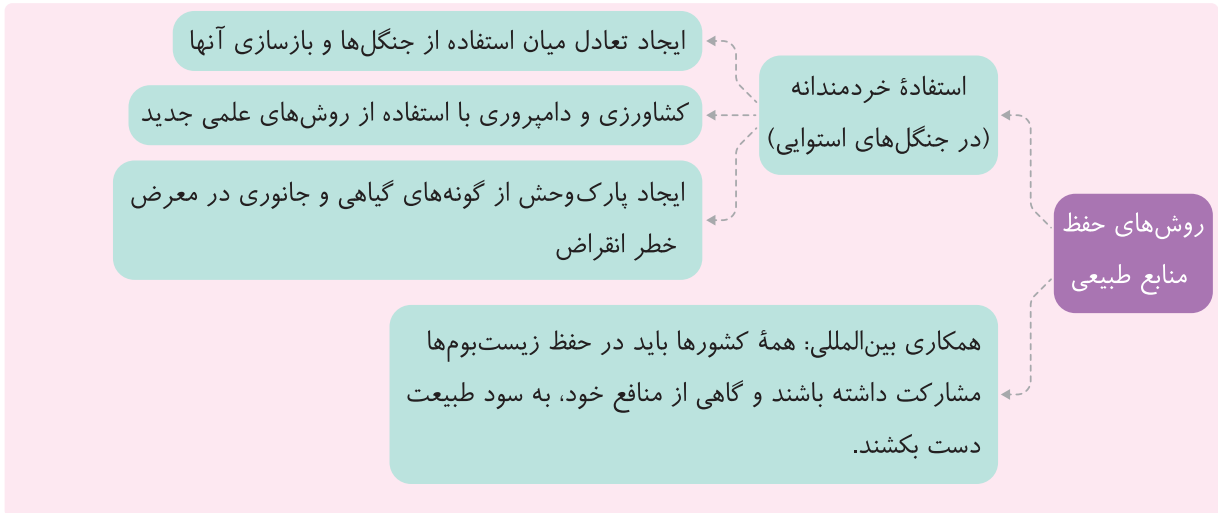 روش‌های حفظ
منابع طبیعی
استفادهٔ خردمندانه
(در جنگل‌های استوایی)
ایجاد تعادل میان استفاده از جنگل‌ها و بازسازی آنها
کشاورزی و دامپروری با استفاده از روش‌های علمی جدید
ایجاد پارک‌وحش از گونه‌های گیاهی و جانوری در معرض
خطر انقراض
همکاری بین‌المللی: همهٔ کشورها باید در حفظ زیست‌بوم‌ها
مشارکت داشته باشند و گاهی از منافع خود، به سود طبیعت
دست بکشند.